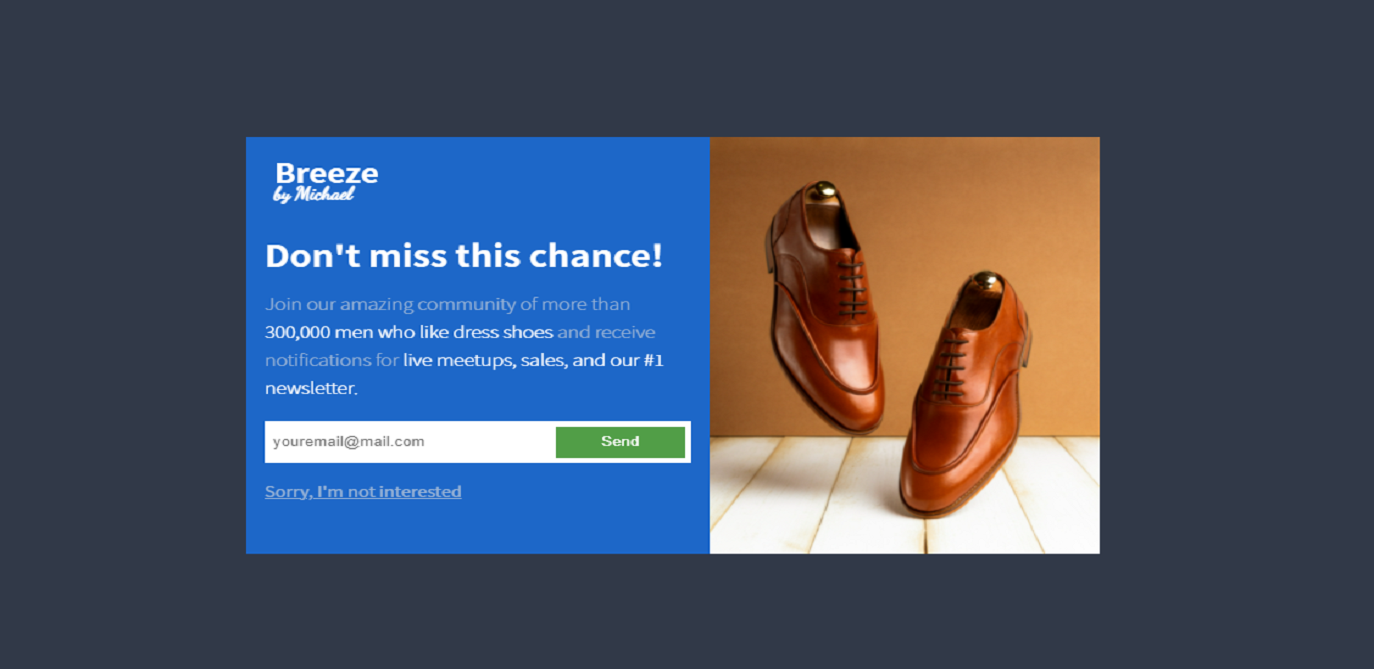 Breeze
by Michael
Don't miss this chance!
Join our amazing community of more than
300,000 men who like dress shoes and receive
notifications for live meetups, sales, and our #1
newsletter.
youremail@mail.com Send
Sorry, I'm not interested